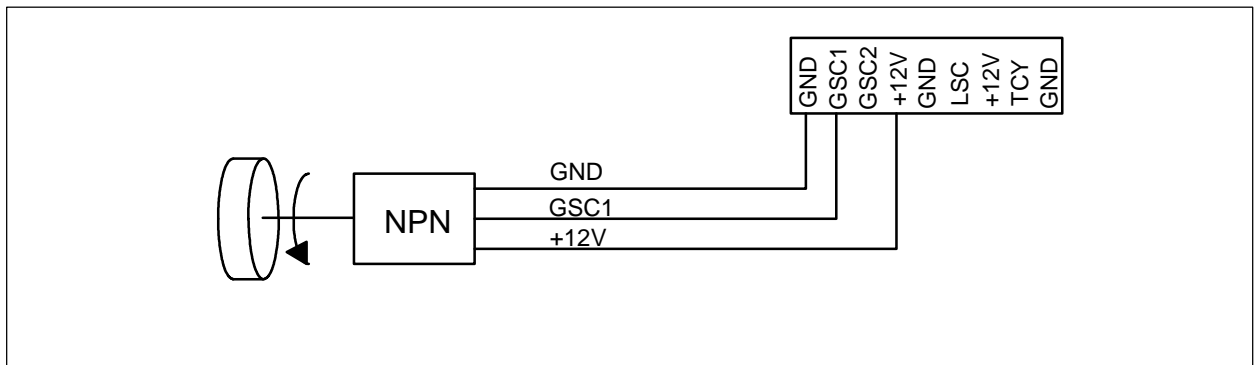 GND
GSC1
GSC2
+12V
GND
LSC
+12V
TCY
GND
GND
GSC1
+12V
NPN